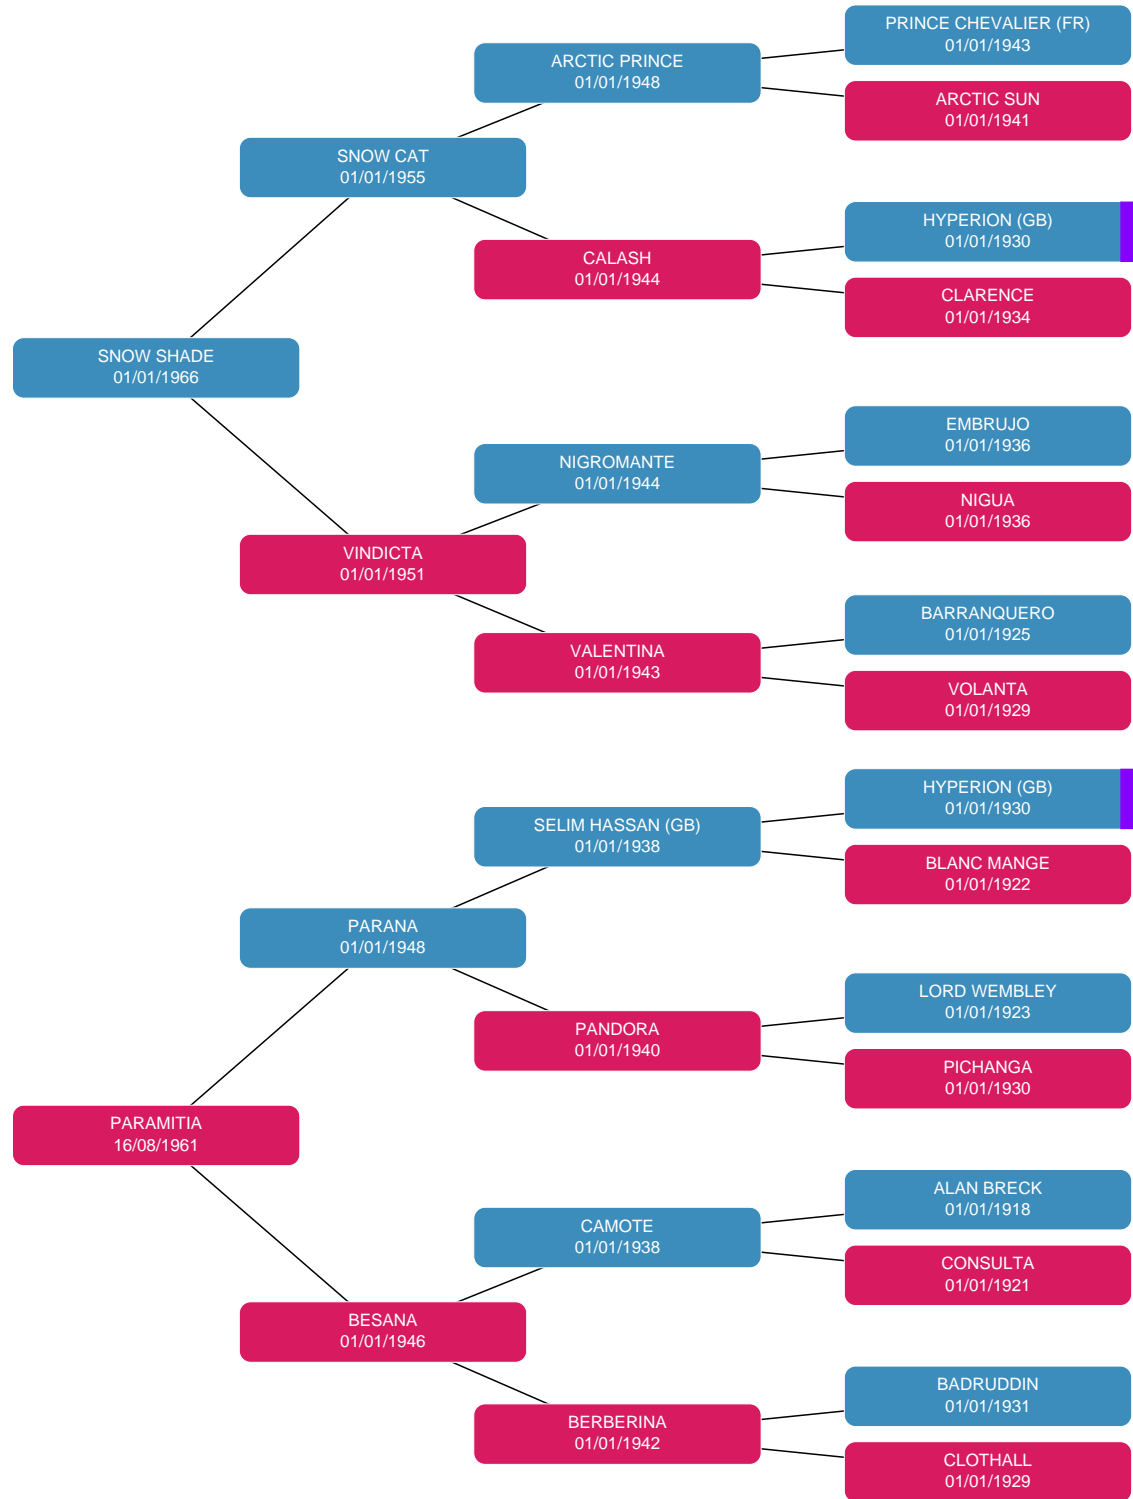 PRINCE CHEVALIER (FR)
01/01/1943
ARCTIC PRINCE
01/01/1948
ARCTIC SUN
01/01/1941
SNOW CAT
01/01/1955
HYPERION (GB)
01/01/1930
CALASH
01/01/1944
CLARENCE
01/01/1934
SNOW SHADE
01/01/1966
EMBRUJO
01/01/1936
NIGROMANTE
01/01/1944
NIGUA
01/01/1936
VINDICTA
01/01/1951
BARRANQUERO
01/01/1925
VALENTINA
01/01/1943
VOLANTA
01/01/1929
HYPERION (GB)
01/01/1930
SELIM HASSAN (GB)
01/01/1938
BLANC MANGE
01/01/1922
PARANA
01/01/1948
LORD WEMBLEY
01/01/1923
PANDORA
01/01/1940
PICHANGA
01/01/1930
PARAMITIA
16/08/1961
ALAN BRECK
01/01/1918
CAMOTE
01/01/1938
CONSULTA
01/01/1921
BESANA
01/01/1946
BADRUDDIN
01/01/1931
BERBERINA
01/01/1942
CLOTHALL
01/01/1929